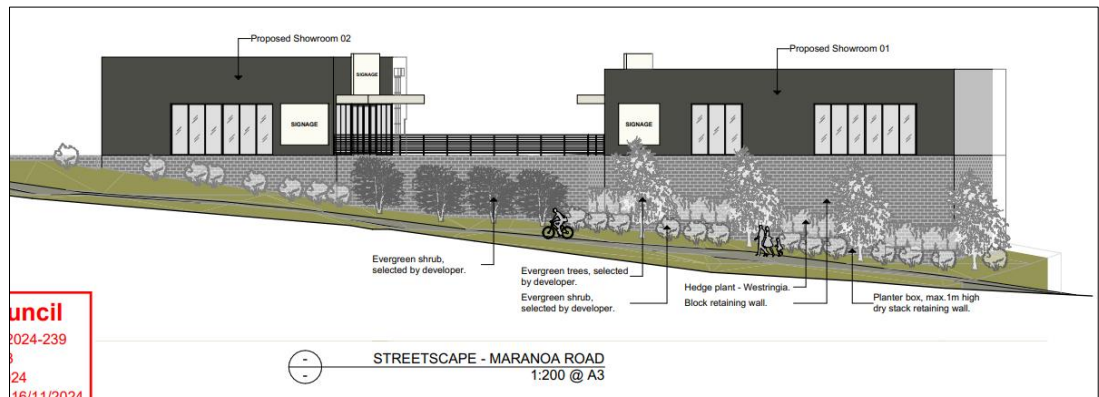 Proposed Showroom 02
Proposed Showroom 01
SIGNAGE
SIGNAGE
SIGNAGE
Evergreen shrub,
selected by developer.
Evergreen trees, selected
by developer.
Evergreen shrub,
selected by developer.
Hedge plant - Westringia.
Block retaining wall.
Planter box, max.1m high
dry stack retaining wall.
uncil
2024-239
3
24
16/11/2024
-
-
STREETSCAPE - MARANOA ROAD
1:200 @ A3